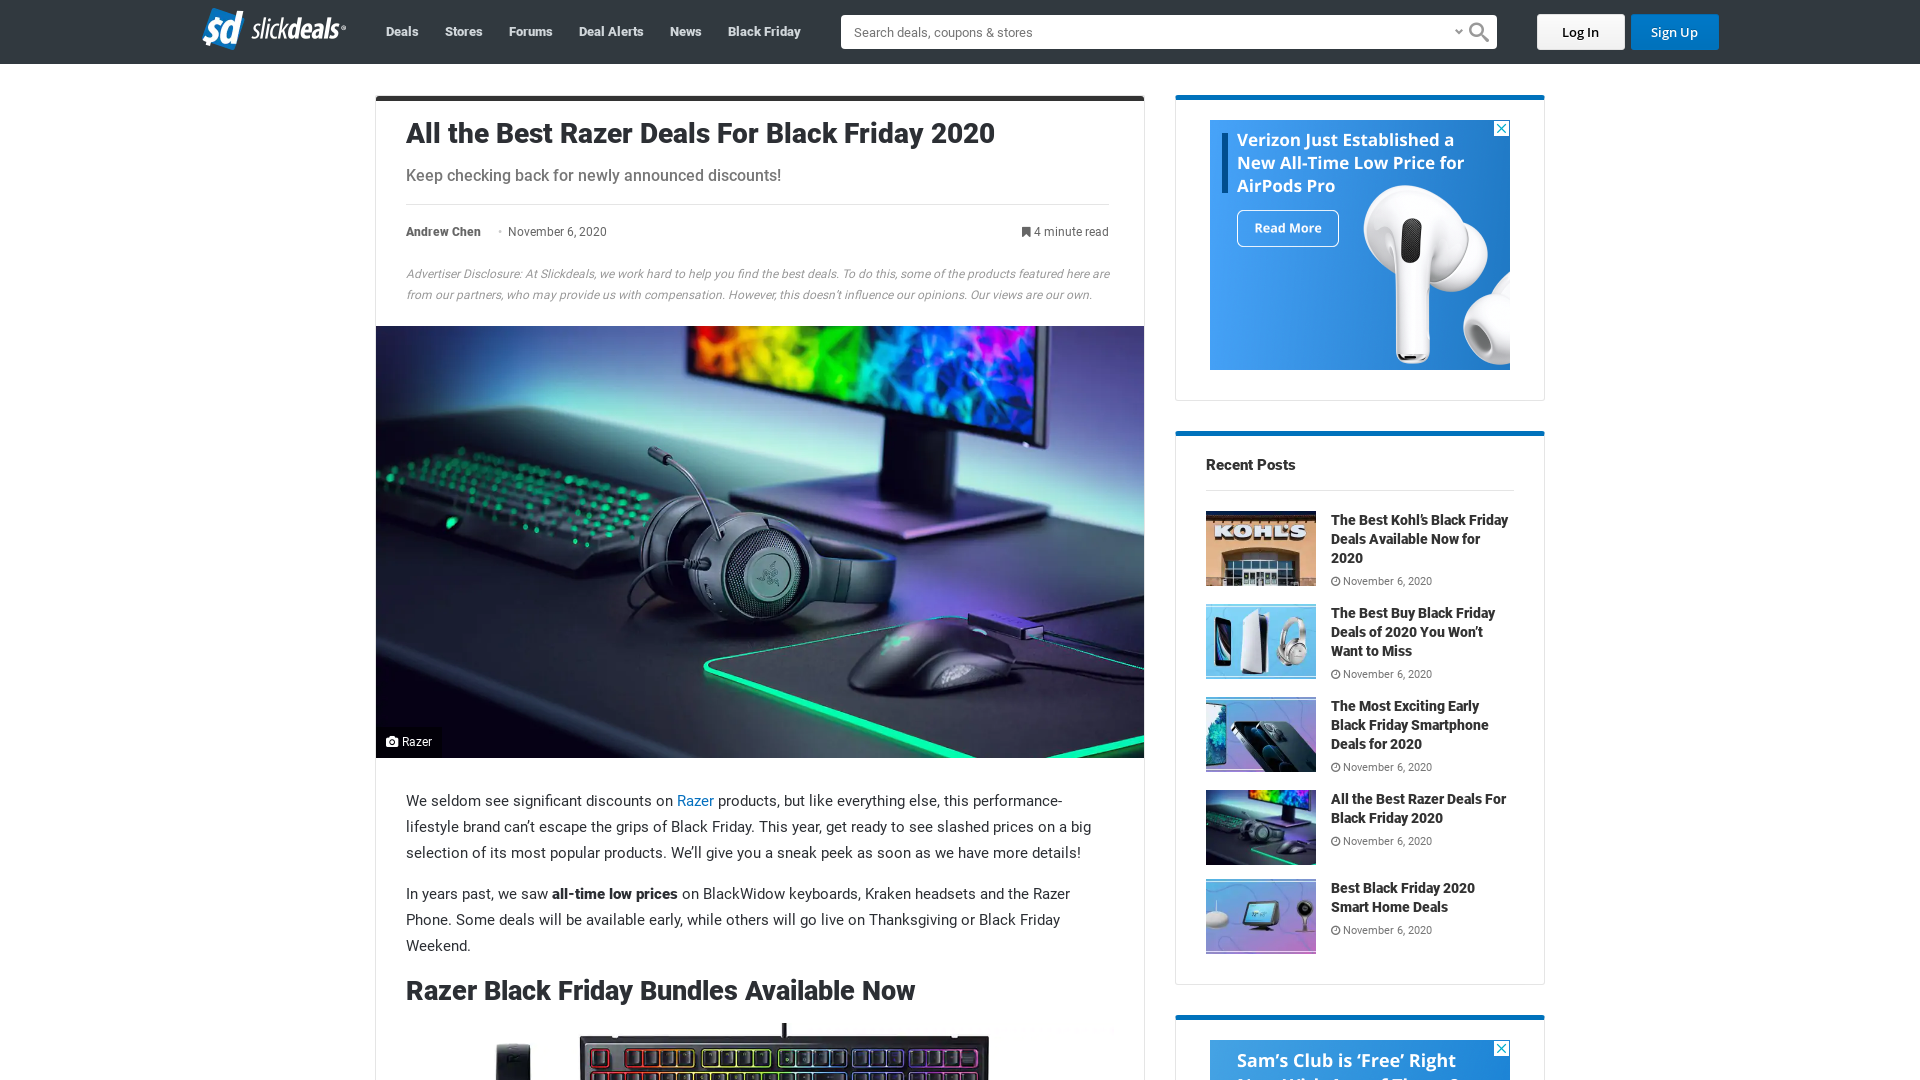 sd slickdeals
Deals
Stores
Forums
Deal Alerts
News
Black Friday
Search deals, coupons & stores
Log In
Sign Up
All the Best Razer Deals For Black Friday 2020
Keep checking back for newly announced discounts!
Andrew Chen • November 6, 2020
4 minute read
Advertiser Disclosure: At Slickdeals, we work hard to help you find the best deals. To do this, some of the products featured here are
from our partners, who may provide us with compensation. However, this doesn’t influence our opinions. Our views are our own.
Razer
We seldom see significant discounts on Razer products, but like everything else, this performance-
lifestyle brand can’t escape the grips of Black Friday. This year, get ready to see slashed prices on a big
selection of its most popular products. We’ll give you a sneak peek as soon as we have more details!
In years past, we saw all-time low prices on BlackWidow keyboards, Kraken headsets and the Razer
Phone. Some deals will be available early, while others will go live on Thanksgiving or Black Friday
Weekend.
Razer Black Friday Bundles Available Now
Verizon Just Established a
New All-Time Low Price for
AirPods Pro
Read More
Recent Posts
KOHL'S
The Best Kohl’s Black Friday
Deals Available Now for
2020
November 6, 2020
The Best Buy Black Friday
Deals of 2020 You Won’t
Want to Miss
November 6, 2020
The Most Exciting Early
Black Friday Smartphone
Deals for 2020
November 6, 2020
All the Best Razer Deals For
Black Friday 2020
November 6, 2020
Best Black Friday 2020
Smart Home Deals
November 6, 2020
Sam’s Club is ‘Free’ Right